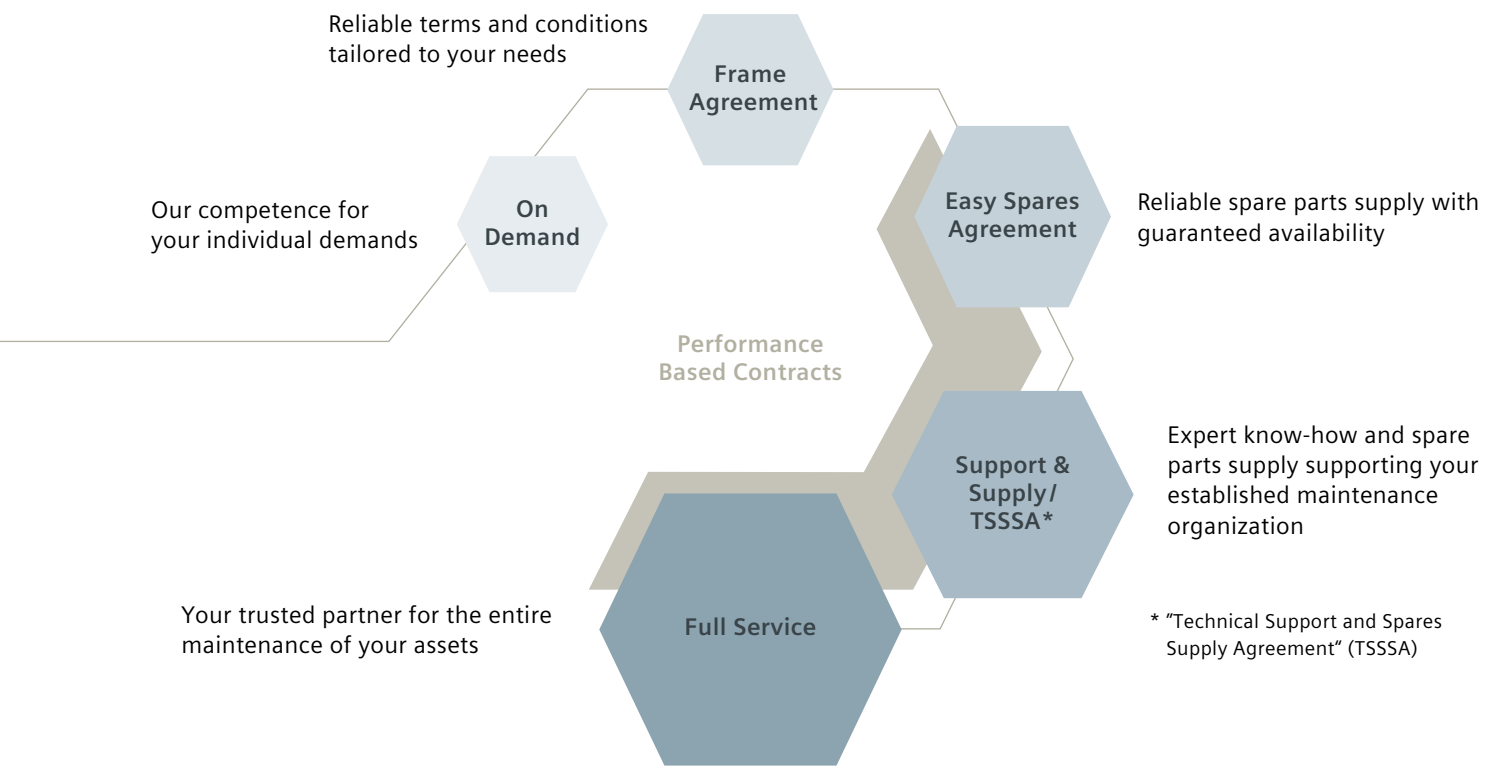 Reliable terms and conditions
tailored to your needs
Frame
Agreement
Our competence for
your individual demands
On
Demand
Easy Spares
Agreement
Reliable spare parts supply with
guaranteed availability
Performance
Based Contracts
Support &
Supply/
TSSSA*
Expert know-how and spare
parts supply supporting your
established maintenance
organization
Your trusted partner for the entire
maintenance of your assets
Full Service
* "Technical Support and Spares
Supply Agreement“ (TSSSA)